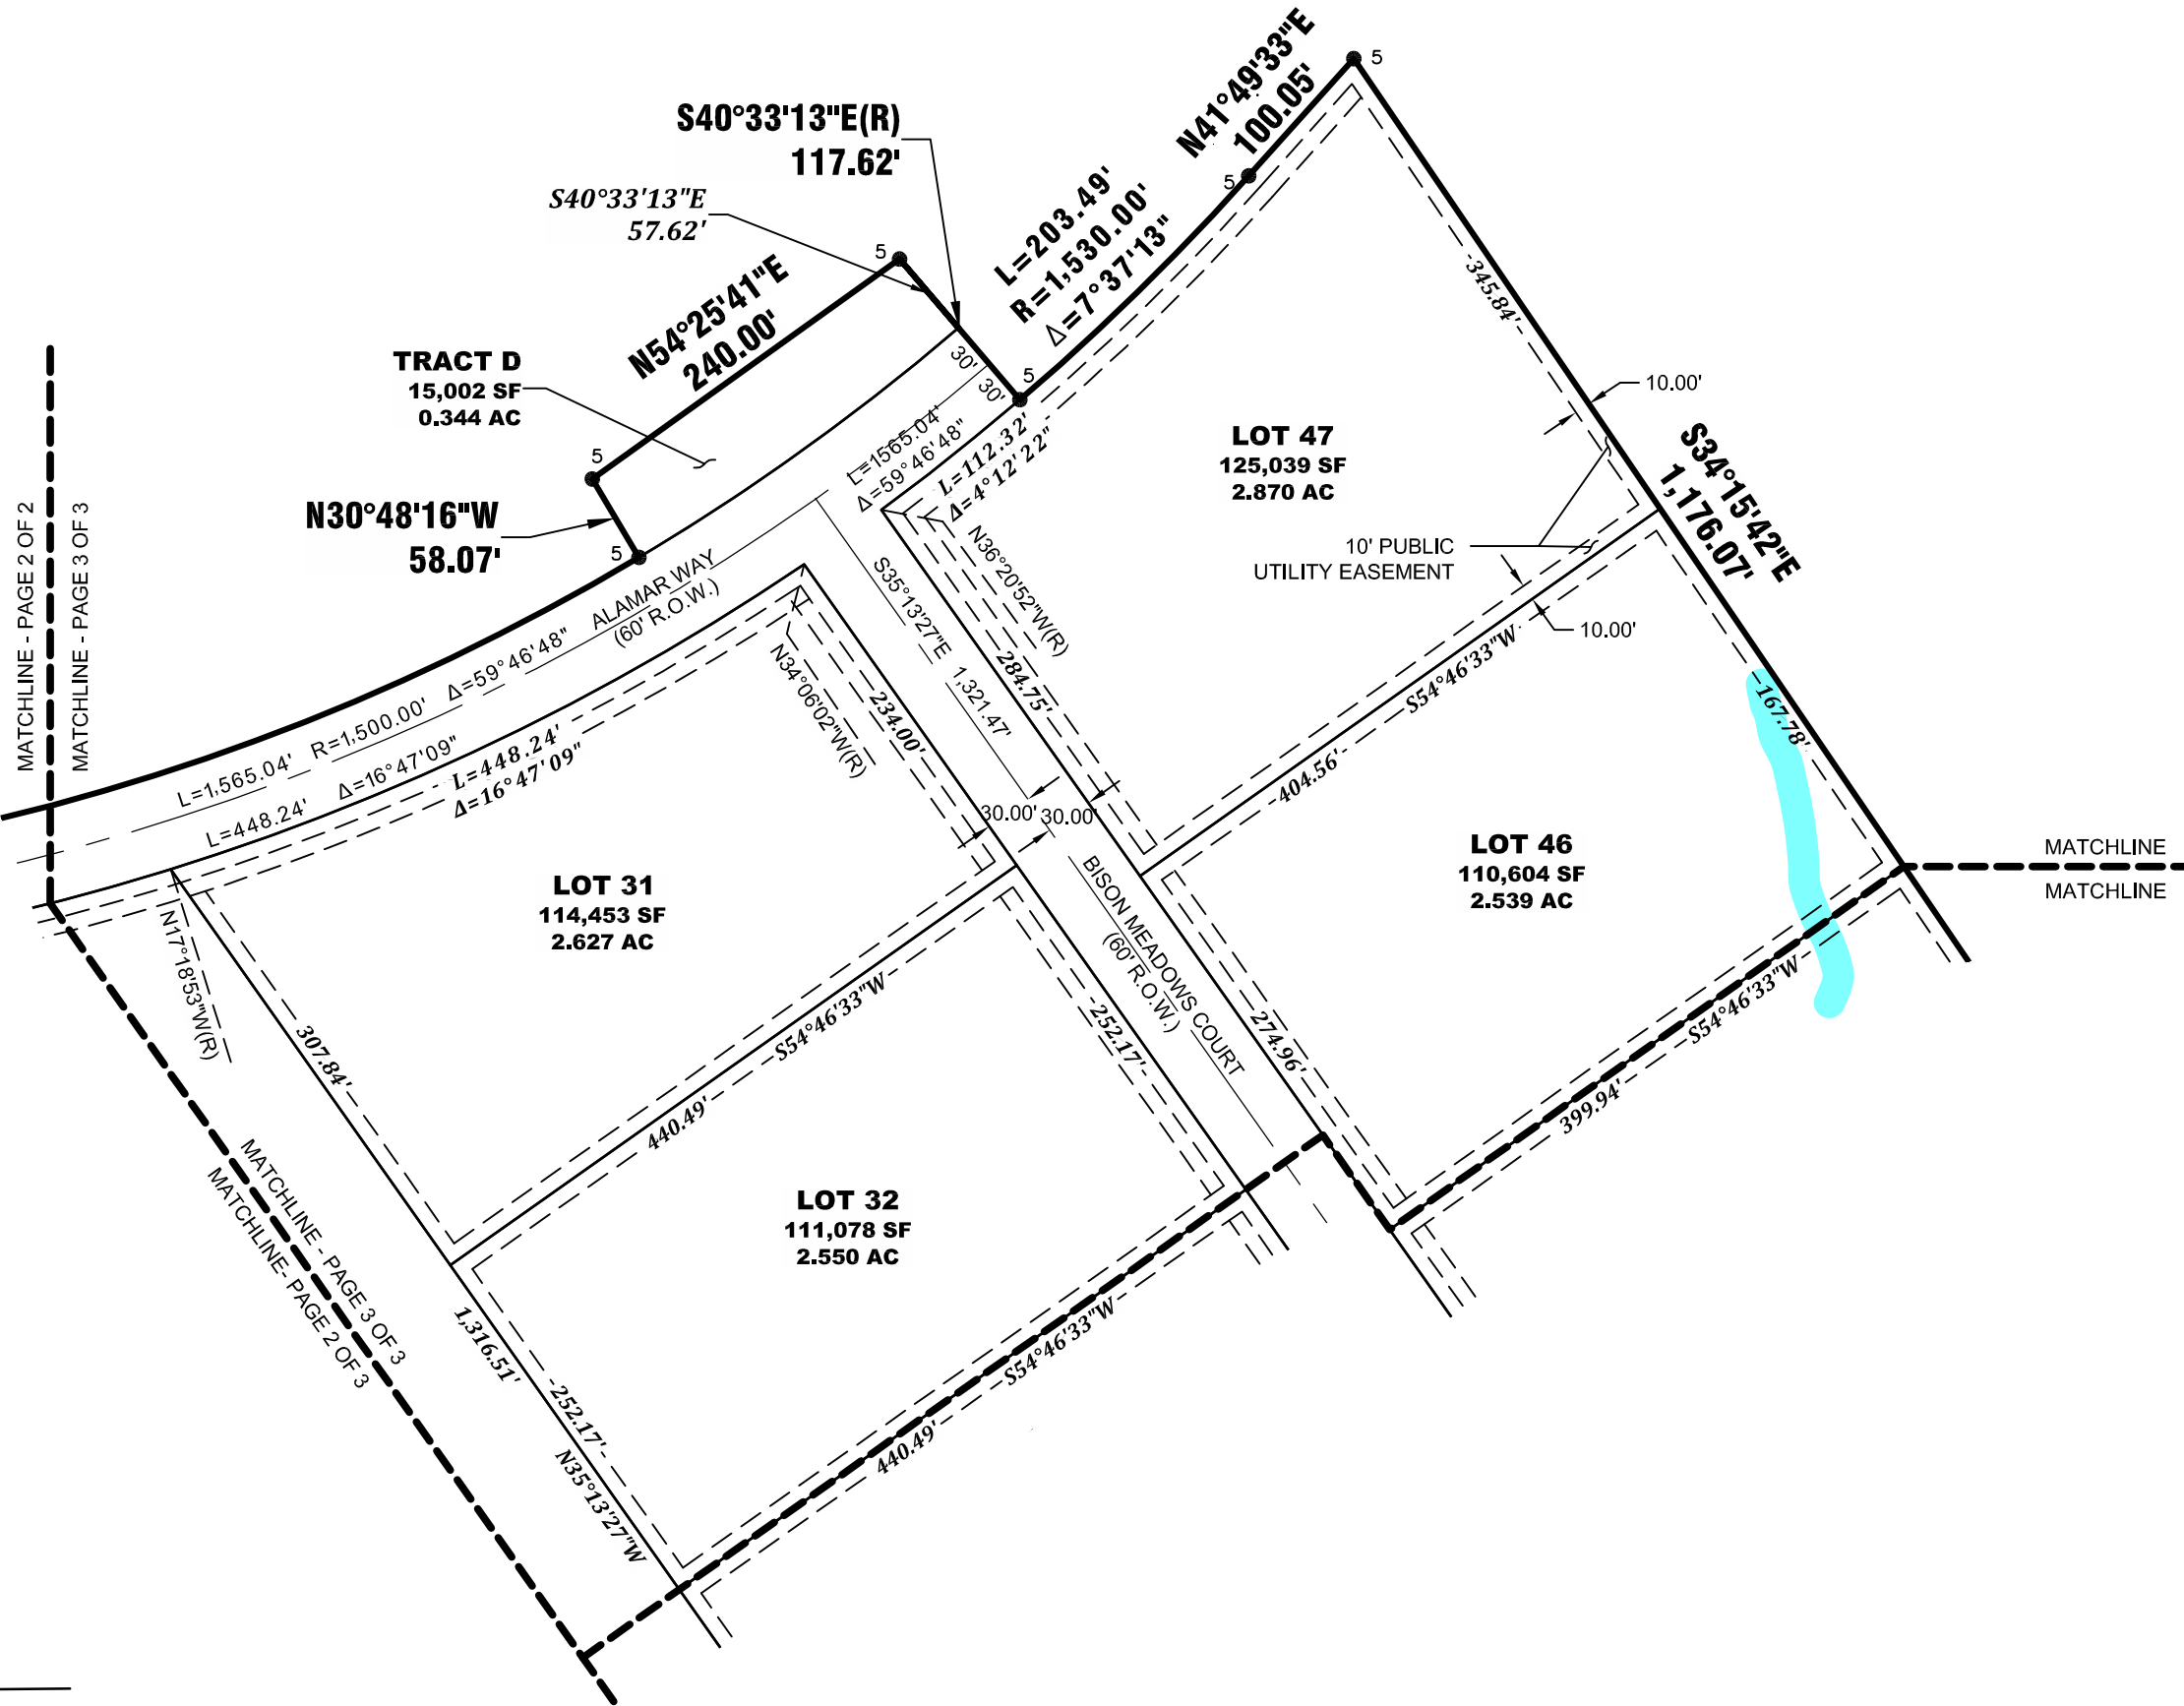 N41°49'33"E
100.05'
5
S40°33'13"E(R)
117.62'
S40°33'13"E
57.62'
L=203.49'
R=1,530.00'
Δ=7°37'13"
5
5
N54°25'41"E
240.00'
345.84'
TRACT D
15,002 SF
0.344 AC
30'
30'
5
10.00'
5
N30°48'16"W
58.07'
5
L=1565.04'
Δ=59°46'48"
L=112.32'
Δ=4°12'22"
LOT 47
125,039 SF
2.870 AC
S34°15'42"E
1,176.07'
10' PUBLIC
UTILITY EASEMENT
MATCHLINE - PAGE 2 OF 2
MATCHLINE - PAGE 3 OF 3
ALAMAR WAY
(60' R.O.W.)
L=1,565.04' R=1,500.00' Δ=59°46'48"
L=448.24' Δ=16°47'09"
L=448.24'
Δ=16°47'09"
N34°06'02"W(R)
234.00'
S35°13'27"E 1,321.47'
284.75'
N36°20'52"W(R)
10.00'
S54°46'33"W
404.56'
167.78'
30.00' 30.00'
LOT 31
114,453 SF
2.627 AC
LOT 46
110,604 SF
2.539 AC
MATCHLINE
MATCHLINE
N17°18'53"W(R)
307.84'
S54°46'33"W
440.49'
BISON MEADOWS COURT
(60' R.O.W.)
252.17'
274.96'
S54°46'33"W
399.94'
MATCHLINE - PAGE 3 OF 3
MATCHLINE- PAGE 2 OF 3
LOT 32
111,078 SF
2.550 AC
1,316.51'
252.17'
N35°13'27"W
S54°46'33"W
440.49'